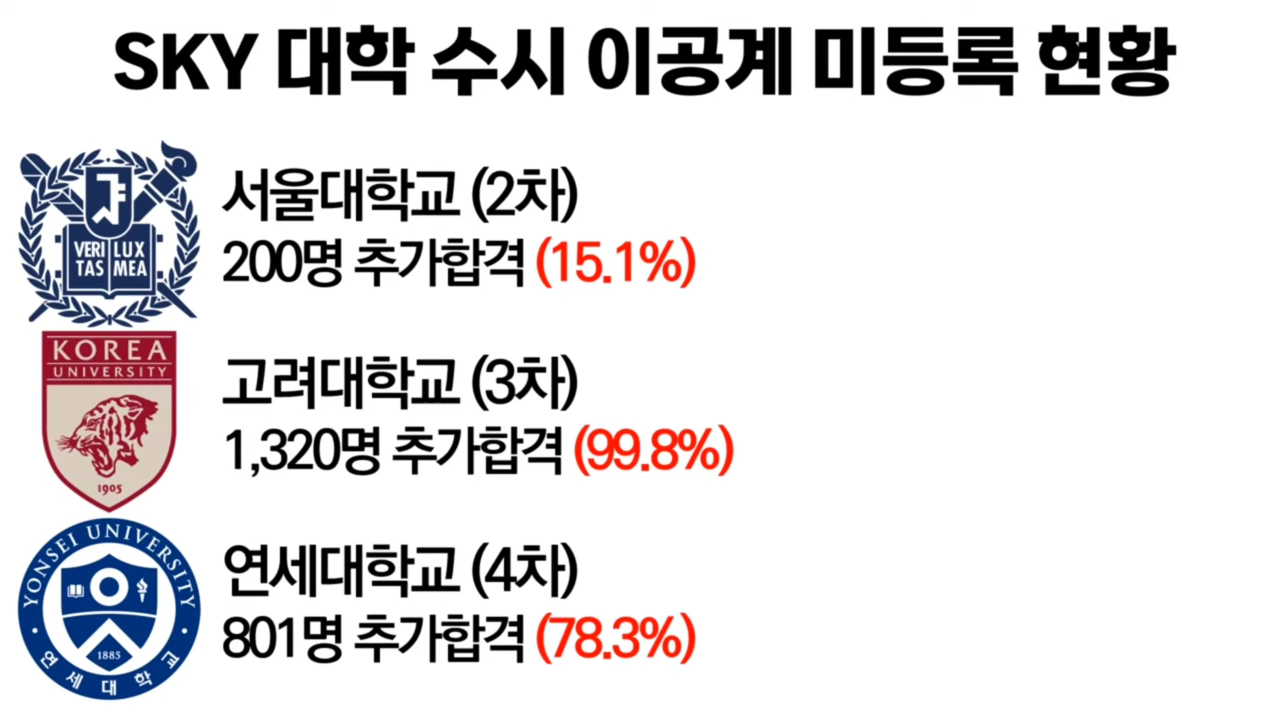 SKY 대학 수시 이공계 미등록 현황
VERI LUX
TAS MEA
서울대학교 (2차)
200명 추가합격 (15.1%)
KOREA
UNIVERSITY
1905
고려대학교 (3차)
1,320명 추가합격 (99.8%)
YONSEI UNIVERSITY
1885
연세대학교
연세대학교 (4차)
801명 추가합격 (78.3%)